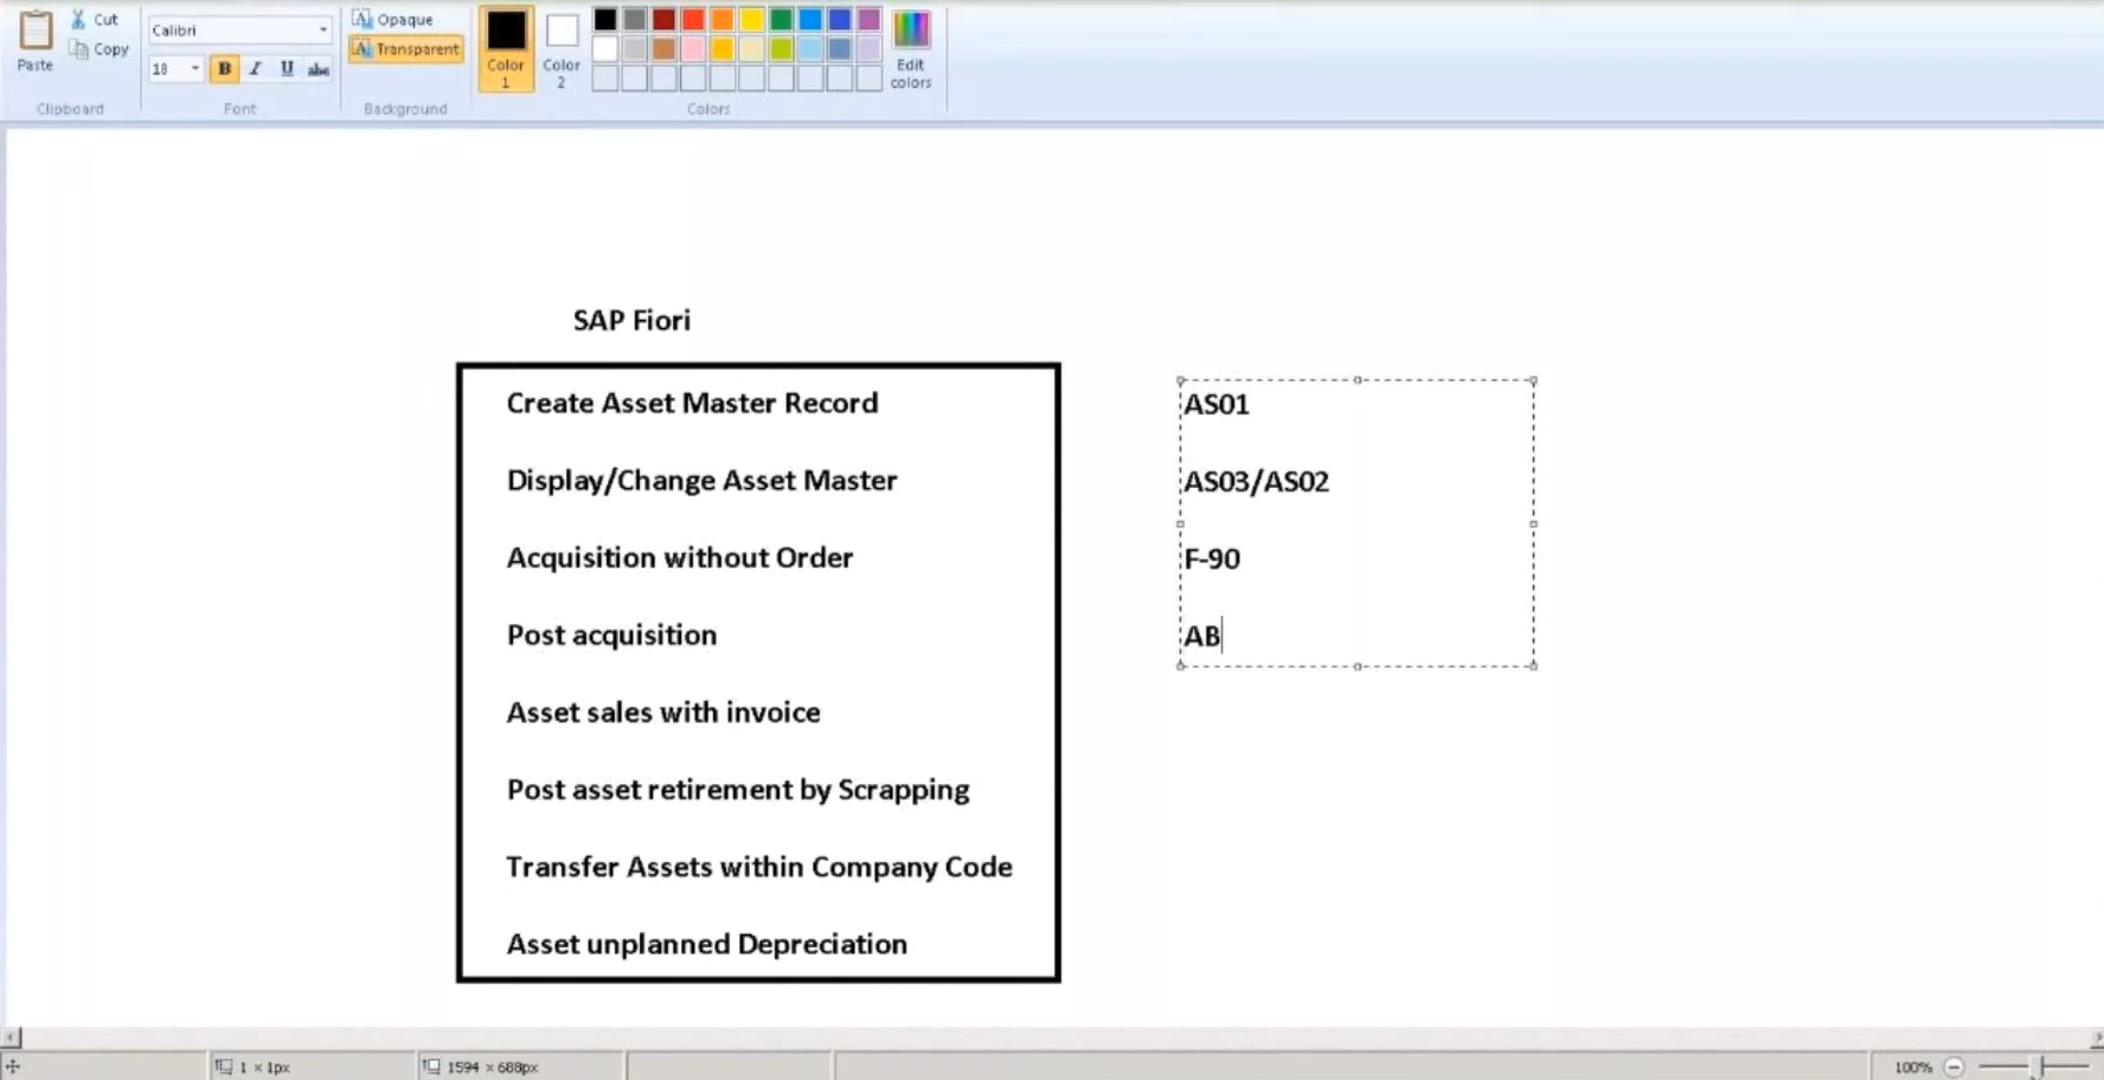 Paste
Cut
Copy
Clipboard
Calibri
18
B I U abc
Font
Opaque
Transparent
Background
Color 1
Color 2
Edit colors
Colors
SAP Fiori
Create Asset Master Record
AS01
Display/Change Asset Master
AS03/AS02
Acquisition without Order
F-90
Post acquisition
AB
Asset sales with invoice
Post asset retirement by Scrapping
Transfer Assets within Company Code
Asset unplanned Depreciation
1 × 1px
1594 × 688px
100%